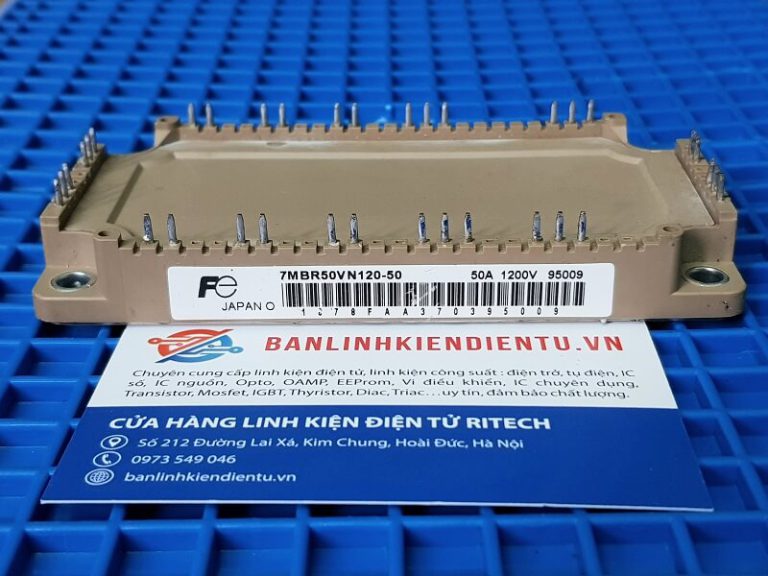 7MBR50VN120-50 50A 1200V 95009
Fe
JAPAN O
1078FAA370395009
BANLINHKIENDIENTU.VN
Chuyên cung cấp linh kiện điện tử, linh kiện công suất : điện trở, tụ điện, IC
số, IC nguồn, Opto, OAMP, EEProm, Vi điều khiển, IC chuyên dụng,
Transistor, Mosfet, IGBT, Thyristor, Diac, Triac...uy tín, đảm bảo chất lượng.
CỬA HÀNG LINH KIỆN ĐIỆN TỬ RITECH
Số 212 Đường Lai Xá, Kim Chung, Hoài Đức, Hà Nội
0973 549 046
banlinhkiendientu.vn